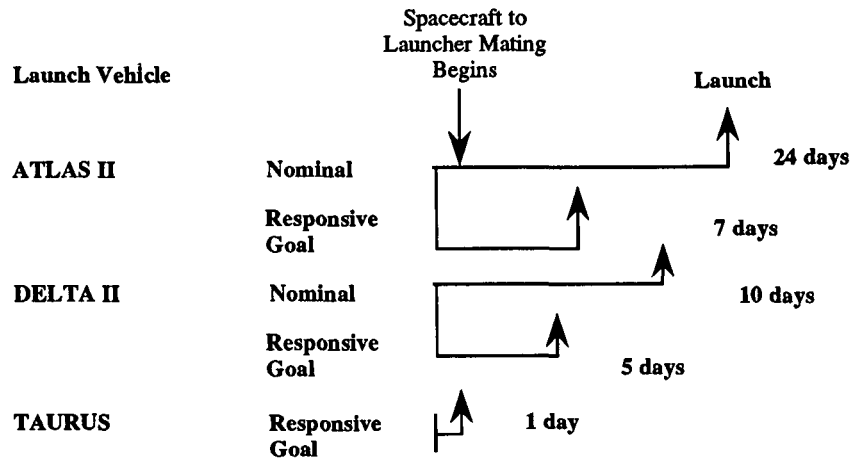 Spacecraft to
Launcher Mating
Begins
Launch Vehicle
Launch
ATLAS II
Nominal
24 days
Responsive
Goal
7 days
DELTA II
Nominal
10 days
Responsive
Goal
5 days
TAURUS
Responsive
Goal
1 day